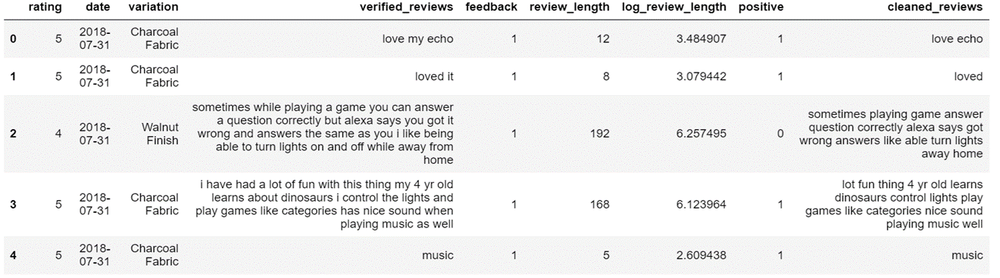 rating date variation verified_reviews feedback review_length log_review_length positive cleaned_reviews
0 5 2018-07-31 Charcoal Fabric love my echo 1 12 3.484907 1 love echo
1 5 2018-07-31 Charcoal Fabric loved it 1 8 3.079442 1 loved
2 4 2018-07-31 Walnut Finish sometimes while playing a game you can answer a question correctly but alexa says you got it wrong and answers the same as you i like being able to turn lights on and off while away from home 1 192 6.257495 0 sometimes playing game answer question correctly alexa says got wrong answers like able turn lights away home
3 5 2018-07-31 Charcoal Fabric i have had a lot of fun with this thing my 4 yr old learns about dinosaurs i control the lights and play games like categories has nice sound when playing music as well 1 168 6.123964 1 lot fun thing 4 yr old learns dinosaurs control lights play games like categories nice sound playing music well
4 5 2018-07-31 Charcoal Fabric music 1 5 2.609438 1 music